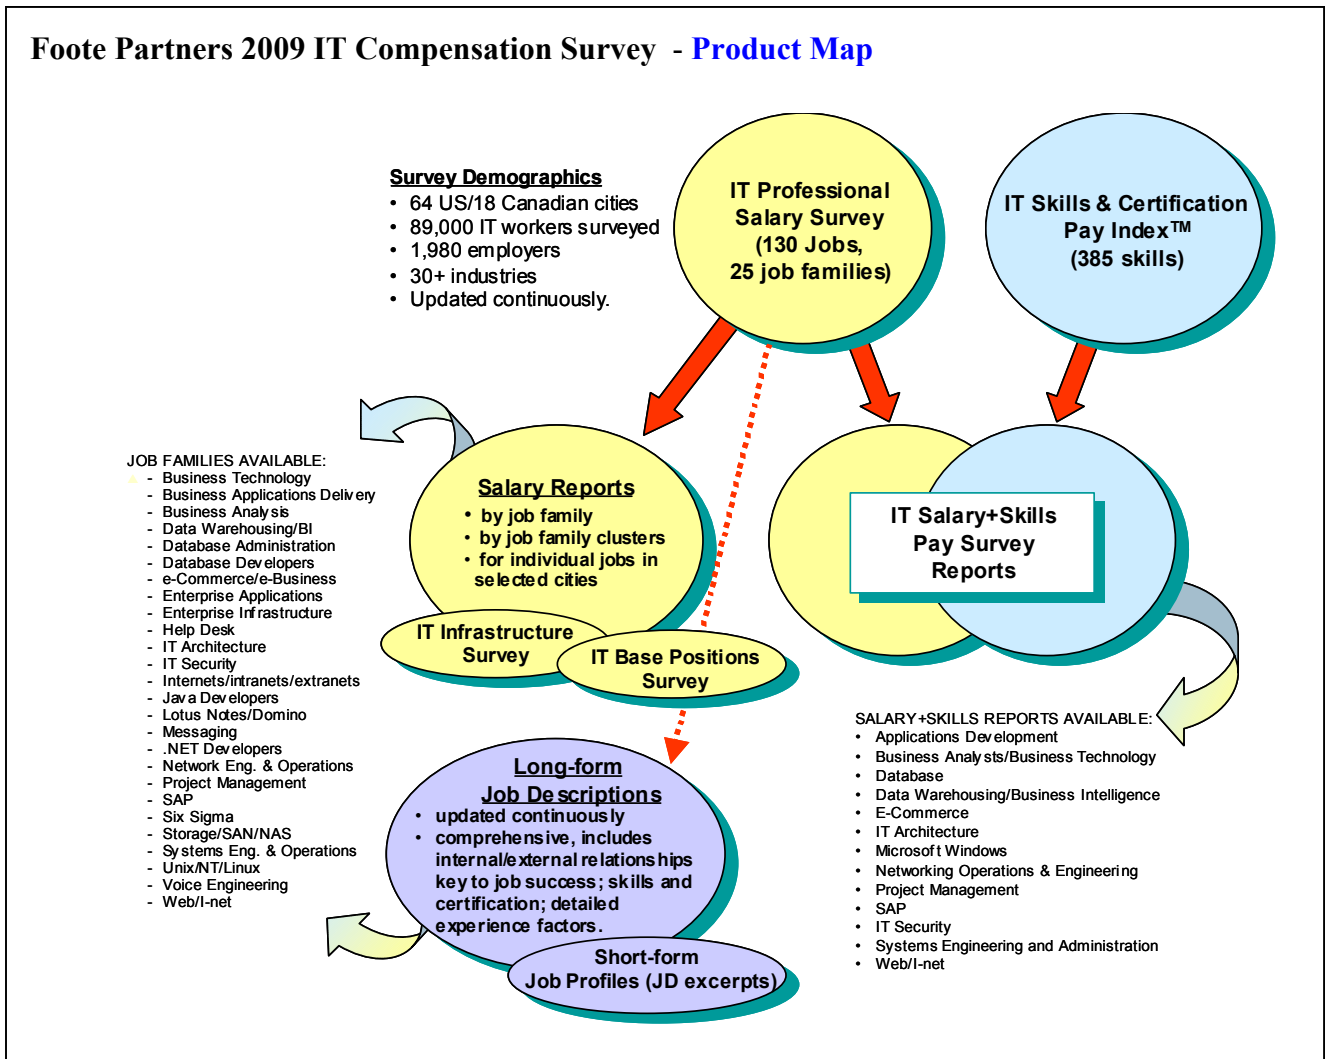 Foote Partners 2009 IT Compensation Survey - Product Map
Survey Demographics
• 64 US/18 Canadian cities
• 89,000 IT workers surveyed
• 1,980 employers
• 30+ industries
• Updated continuously.
IT Professional
Salary Survey
(130 Jobs,
25 job families)
IT Skills & Certification
Pay Index™
(385 skills)
JOB FAMILIES AVAILABLE:
- Business Technology
- Business Applications Delivery
- Business Analysis
- Data Warehousing/BI
- Database Administration
- Database Developers
- e-Commerce/e-Business
- Enterprise Applications
- Enterprise Infrastructure
- Help Desk
- IT Architecture
- IT Security
- Internets/intranets/extranets
- Java Developers
- Lotus Notes/Domino
- Messaging
- .NET Developers
- Network Eng. & Operations
- Project Management
- SAP
- Six Sigma
- Storage/SAN/NAS
- Systems Eng. & Operations
- Unix/NT/Linux
- Voice Engineering
- Web/I-net
Salary Reports
• by job family
• by job family clusters
• for individual jobs in
selected cities
IT Infrastructure
Survey
IT Base Positions
Survey
IT Salary+Skills
Pay Survey
Reports
Long-form
Job Descriptions
• updated continuously
• comprehensive, includes
internal/external relationships
key to job success; skills and
certification; detailed
experience factors.
Short-form
Job Profiles (JD excerpts)
SALARY+SKILLS REPORTS AVAILABLE:
• Applications Development
• Business Analysts/Business Technology
• Database
• Data Warehousing/Business Intelligence
• E-Commerce
• IT Architecture
• Microsoft Windows
• Networking Operations & Engineering
• Project Management
• SAP
• IT Security
• Systems Engineering and Administration
• Web/I-net